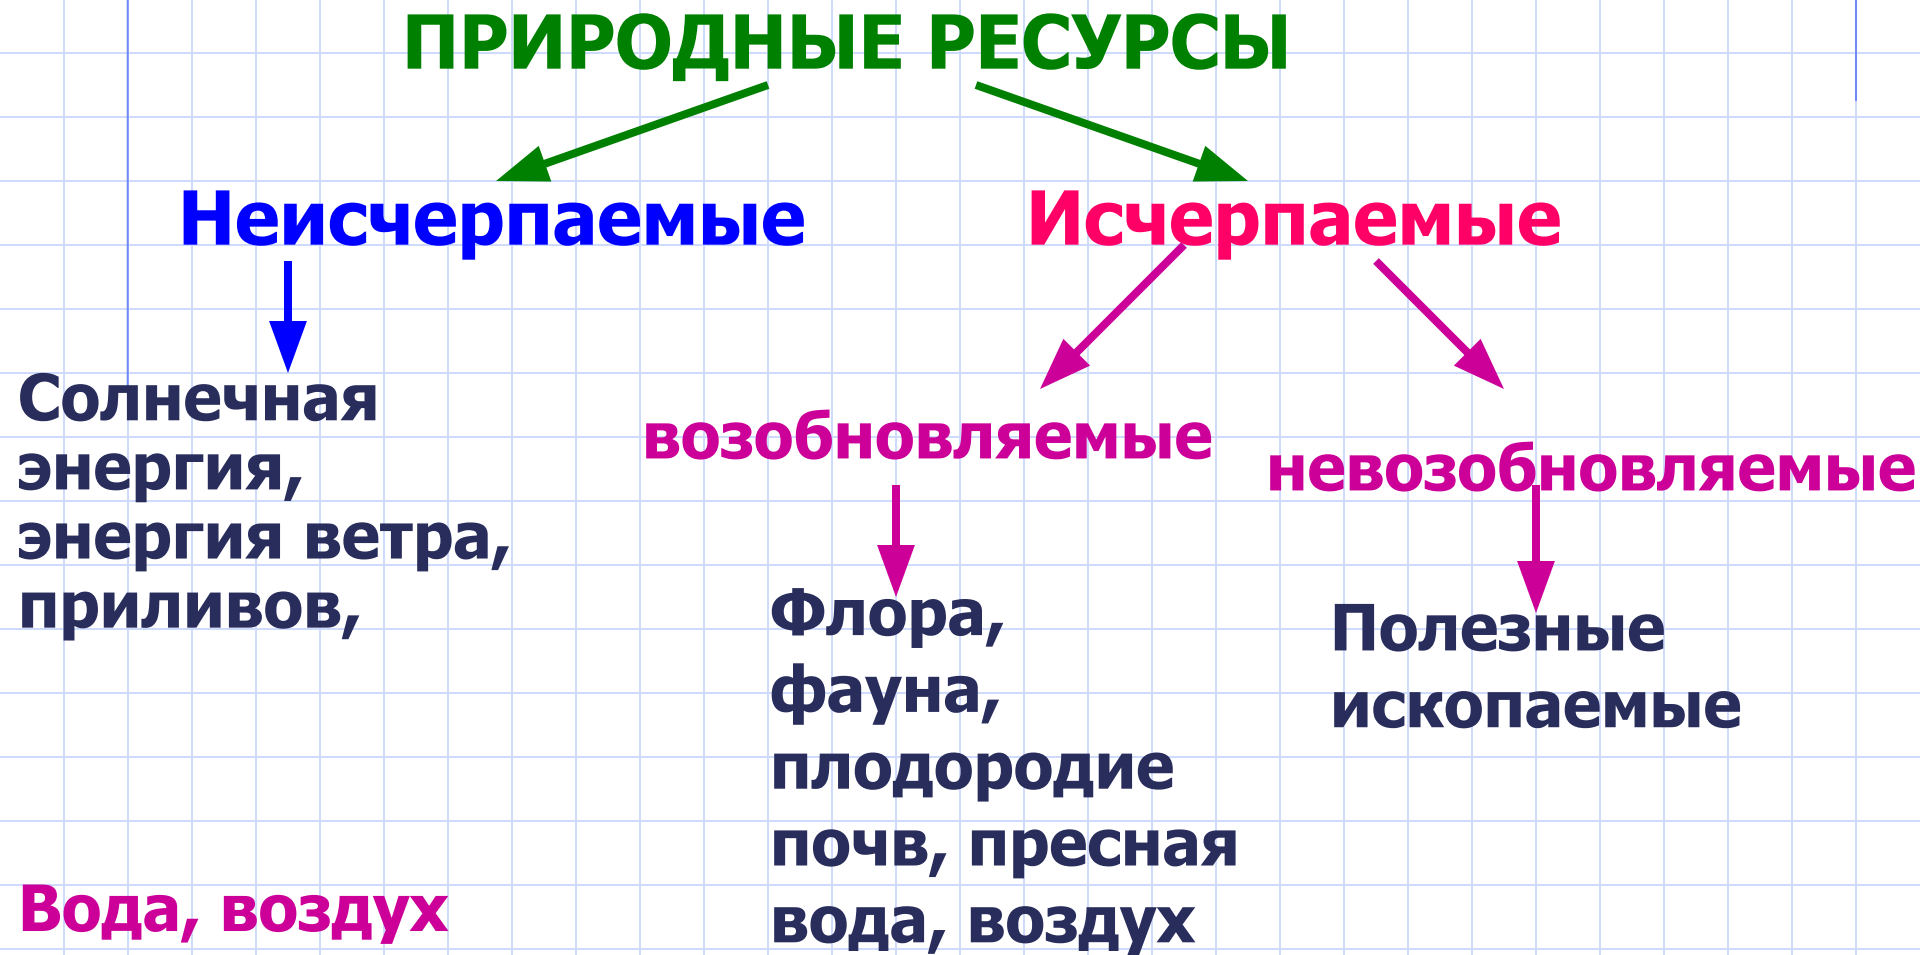 ПРИРОДНЫЕ РЕСУРСЫ
Неисчерпаемые
Исчерпаемые
Солнечная
энергия,
энергия ветра,
приливов,
Вода, воздух
возобновляемые
Флора,
фауна,
плодородие
почв, пресная
вода, воздух
невозобновляемые
Полезные
ископаемые